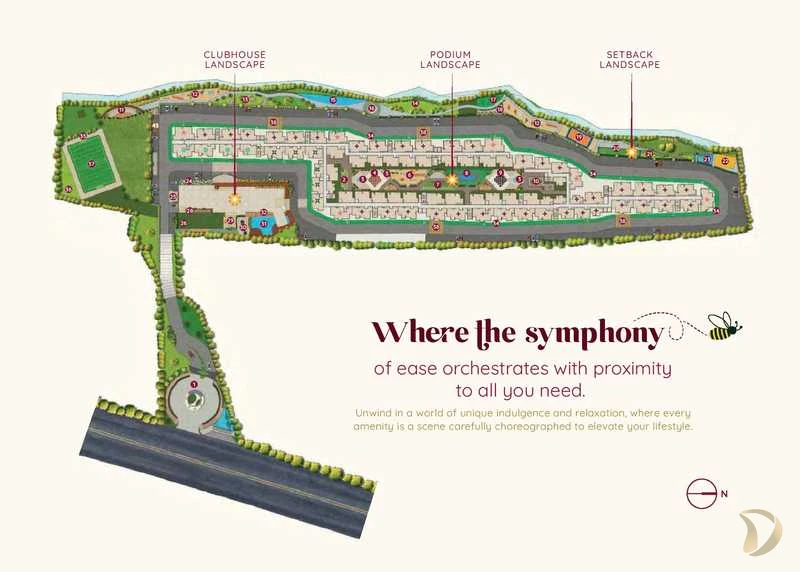 CLUBHOUSE
LANDSCAPE
PODIUM
LANDSCAPE
SETBACK
LANDSCAPE
Where the symphony
of ease orchestrates with proximity
to all you need.
Unwind in a world of unique indulgence and relaxation, where every
amenity is a scene carefully choreographed to elevate your lifestyle.
N